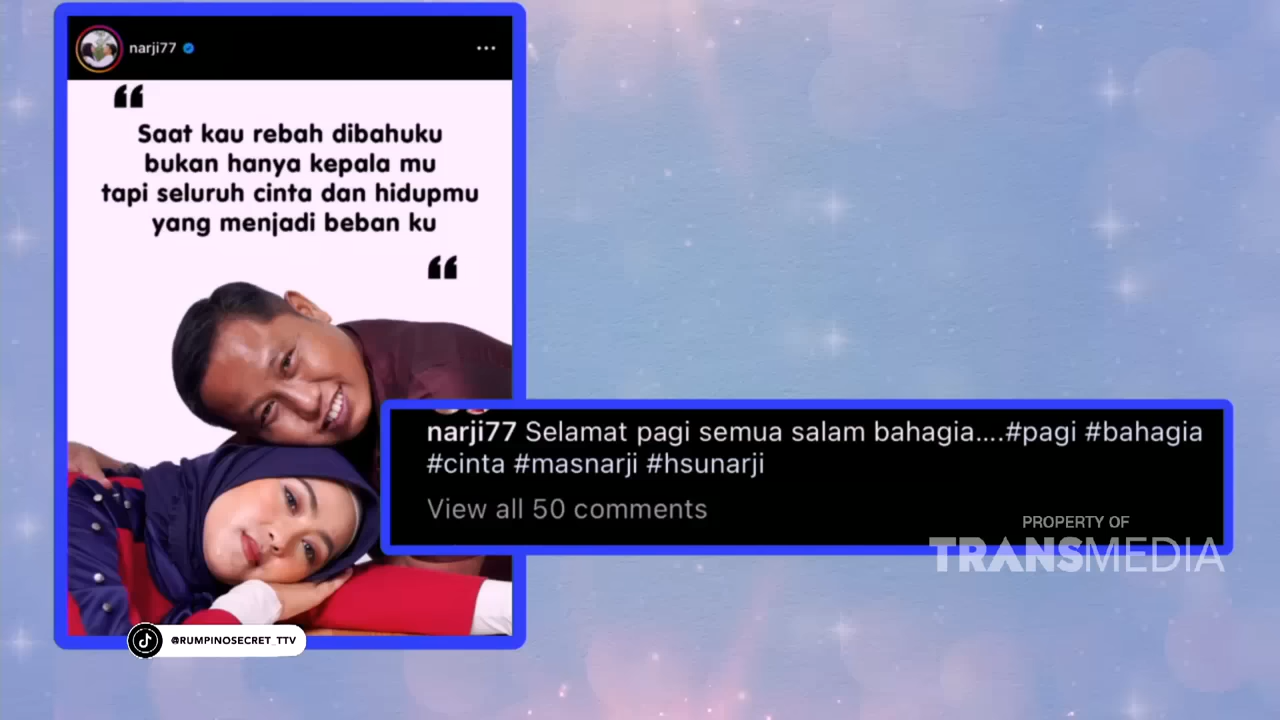 narji77
“
Saat kau rebah dibahuku
bukan hanya kepala mu
tapi seluruh cinta dan hidupmu
yang menjadi beban ku
“
narji77 Selamat pagi semua salam bahagia....#pagi #bahagia
#cinta #masnarji #hsunarji
View all 50 comments
PROPERTY OF
TRANSMEDIA
@RUMPINOSECRET_TTV